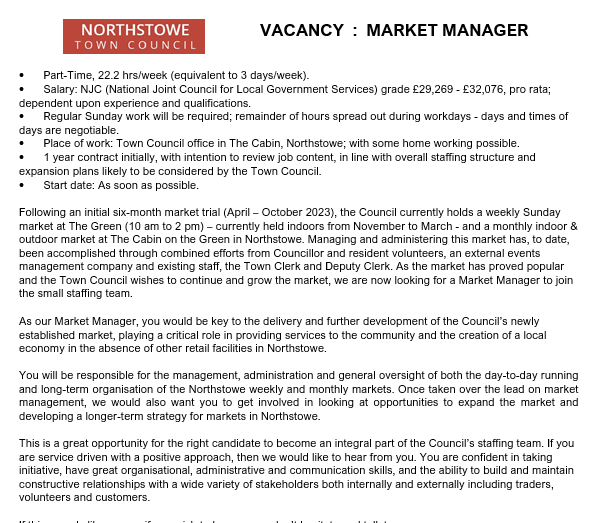 NORTHSTOWE
TOWN COUNCIL
VACANCY : MARKET MANAGER
• Part-Time, 22.2 hrs/week (equivalent to 3 days/week).
• Salary: NJC (National Joint Council for Local Government Services) grade £29,269 - £32,076, pro rata;
dependent upon experience and qualifications.
• Regular Sunday work will be required; remainder of hours spread out during workdays - days and times of
days are negotiable.
• Place of work: Town Council office in The Cabin, Northstowe; with some home working possible.
• 1 year contract initially, with intention to review job content, in line with overall staffing structure and
expansion plans likely to be considered by the Town Council.
• Start date: As soon as possible.
Following an initial six-month market trial (April – October 2023), the Council currently holds a weekly Sunday
market at The Green (10 am to 2 pm) – currently held indoors from November to March - and a monthly indoor &
outdoor market at The Cabin on the Green in Northstowe. Managing and administering this market has, to date,
been accomplished through combined efforts from Councillor and resident volunteers, an external events
management company and existing staff, the Town Clerk and Deputy Clerk. As the market has proved popular
and the Town Council wishes to continue and grow the market, we are now looking for a Market Manager to join
the small staffing team.
As our Market Manager, you would be key to the delivery and further development of the Council's newly
established market, playing a critical role in providing services to the community and the creation of a local
economy in the absence of other retail facilities in Northstowe.
You will be responsible for the management, administration and general oversight of both the day-to-day running
and long-term organisation of the Northstowe weekly and monthly markets. Once taken over the lead on market
management, we would also want you to get involved in looking at opportunities to expand the market and
developing a longer-term strategy for markets in Northstowe.
This is a great opportunity for the right candidate to become an integral part of the Council's staffing team. If you
are service driven with a positive approach, then we would like to hear from you. You are confident in taking
initiative, have great organisational, administrative and communication skills, and the ability to build and maintain
constructive relationships with a wide variety of stakeholders both internally and externally including traders,
volunteers and customers.